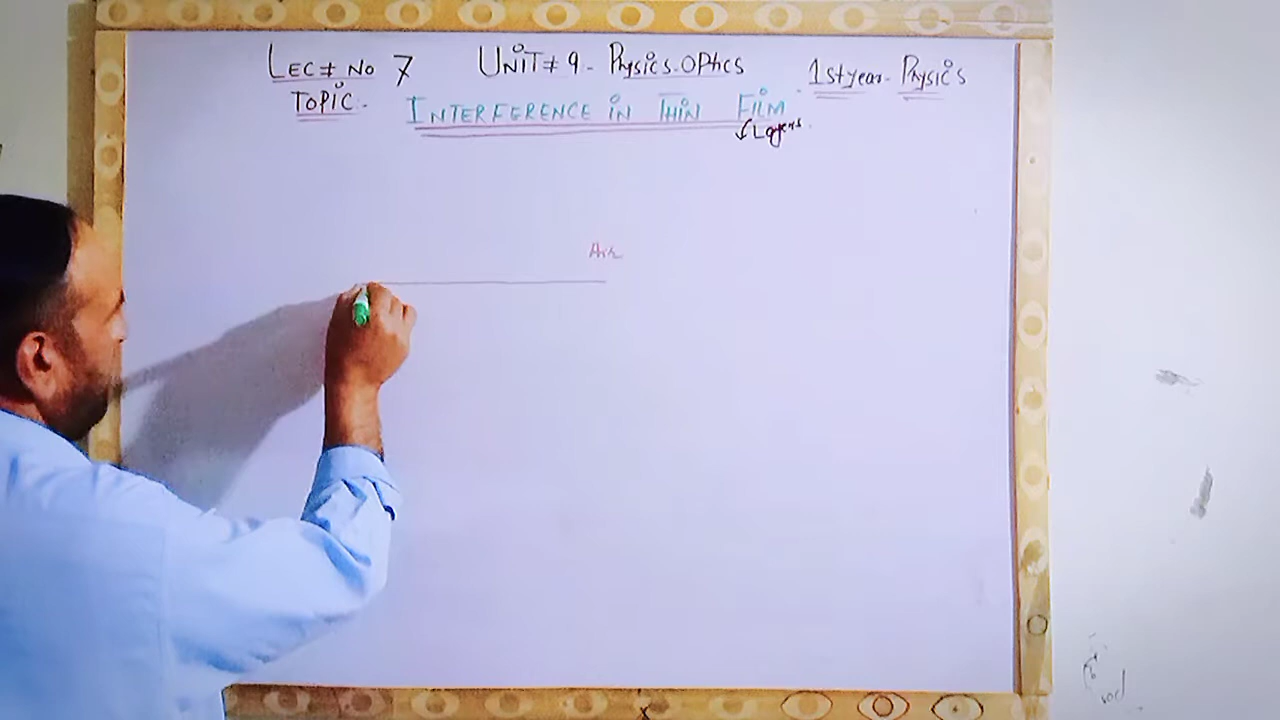 LEC# NO 7 UNIT# 9 - PHYSICS-OPTICS 1st year - PHYSICS
TOPIC:- INTERFERENCE IN THIN FILM
Layers.
Air